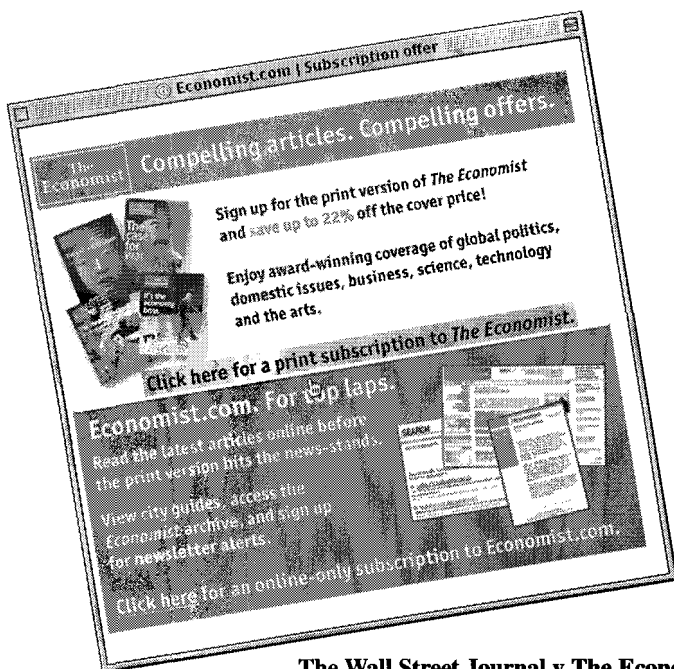 Economist.com | Subscription offer
The
Economist
Compelling articles. Compelling offers.
Sign up for the print version of The Economist
and save up to 22% off the cover price!
Enjoy award-winning coverage of global politics,
domestic issues, business, science, technology
and the arts.
Click here for a print subscription to The Economist.
Economist.com. For top laps.
Read the latest articles online before
the print version hits the news-stands.
View city guides, access the
Economist archive, and sign up
for newsletter alerts.
SEARCH
Click here for an online-only subscription to Economist.com.
The Wall Street Journal v The Econo